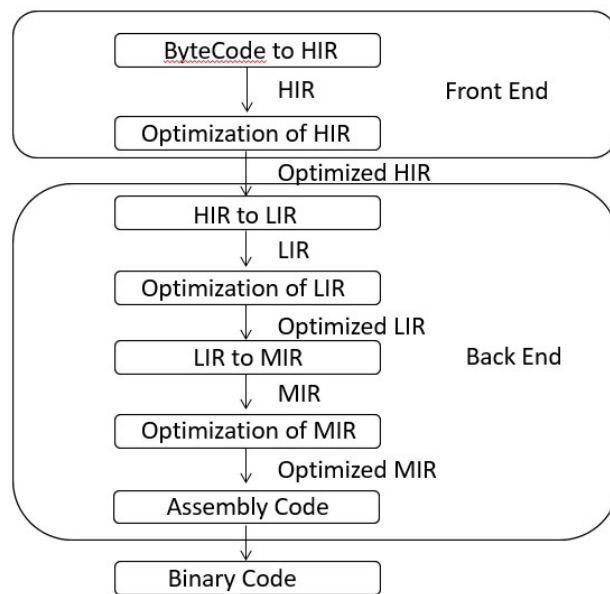 ByteCode to HIR
HIR
Front End
Optimization of HIR
Optimized HIR
HIR to LIR
LIR
Optimization of LIR
Optimized LIR
LIR to MIR
Back End
MIR
Optimization of MIR
Optimized MIR
Assembly Code
Binary Code